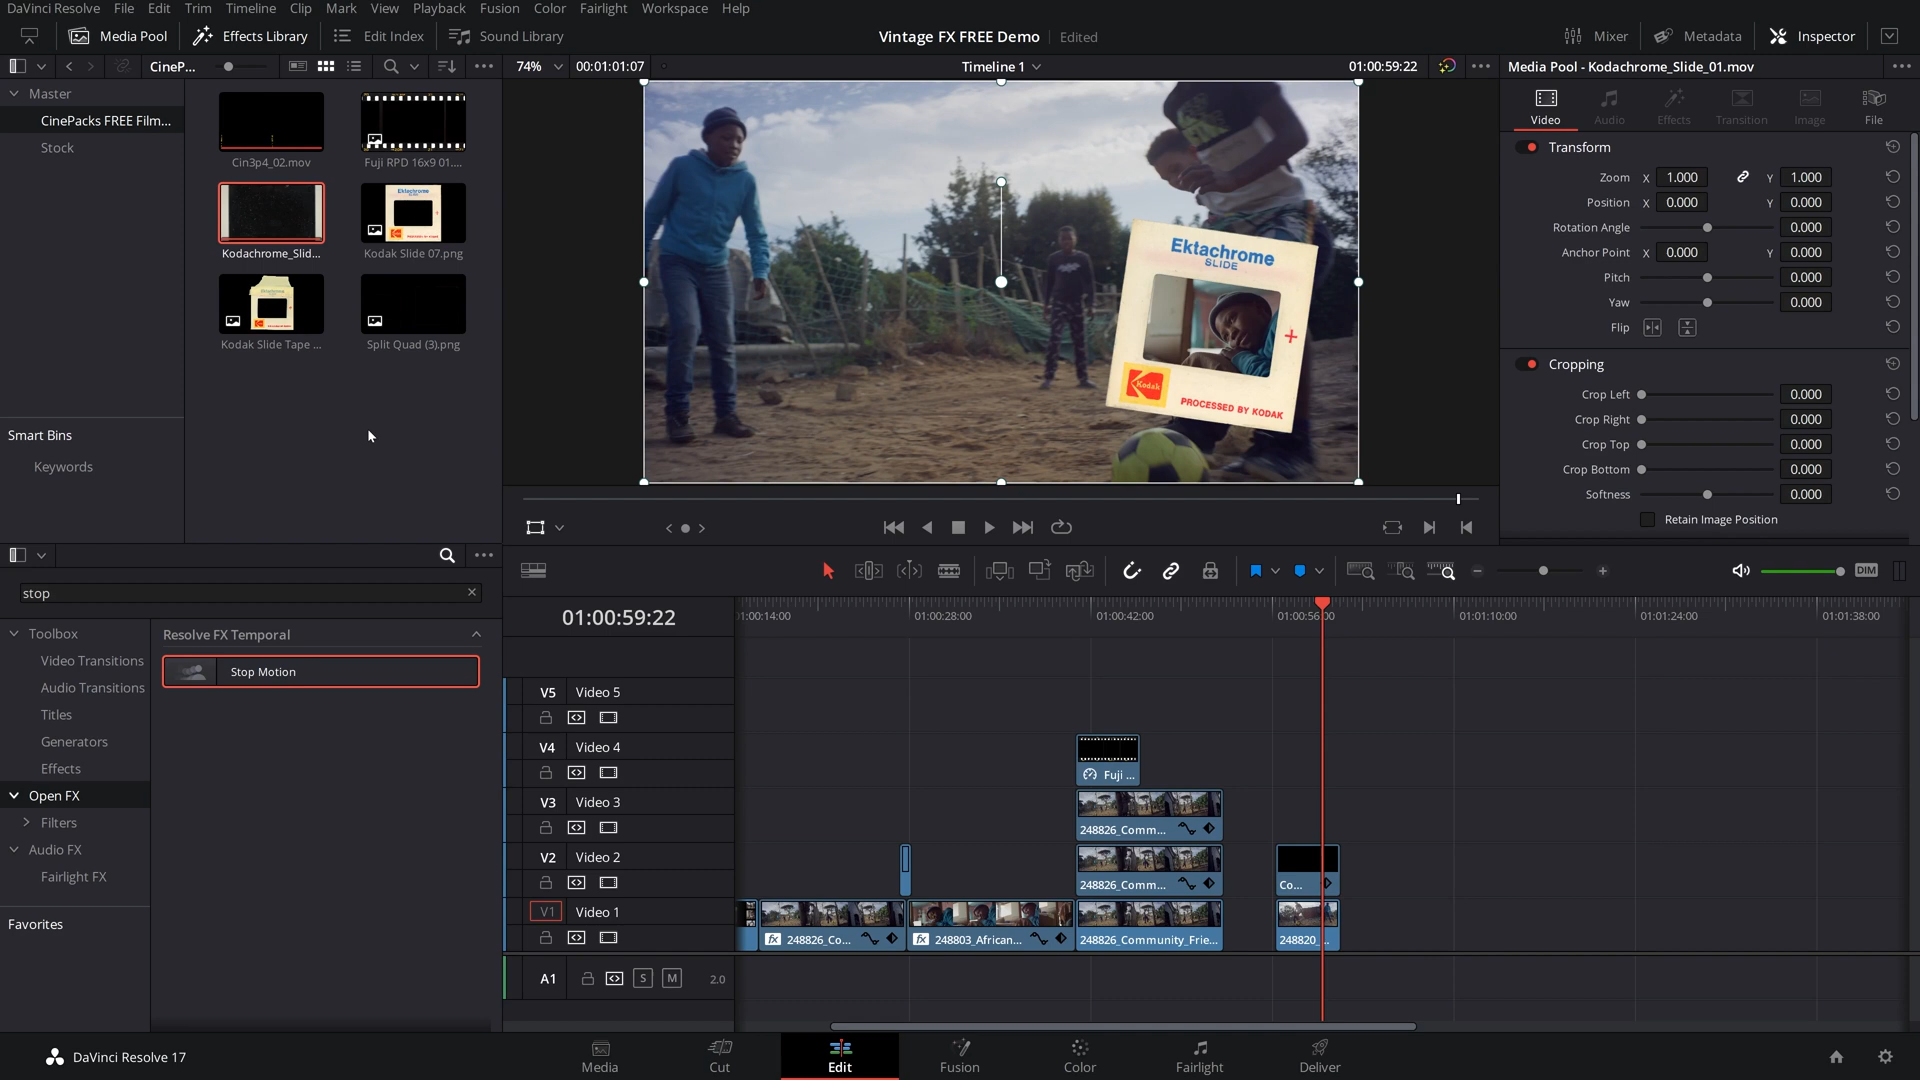 DaVinci Resolve File Edit Trim Timeline Clip Mark View Playback Fusion Color Fairlight Workspace Help
Media Pool Effects Library Edit Index Sound Library Vintage FX FREE Demo Edited Mixer Metadata Inspector
CineP... 74% 00:01:01:07 Timeline 1 01:00:59:22 Media Pool - Kodachrome_Slide_01.mov
Master
CinePacks FREE Film...
Stock
Cin3p4_02.mov Fuji RPD 16x9 01....
Kodachrome_Slid... Kodak Slide 07.png
Kodak Slide Tape ... Split Quad (3).png
Smart Bins
Keywords
Ektachrome
SLIDE
Kodak
PROCESSED BY KODAK
Video Audio Effects Transition Image File
Transform
Zoom X 1.000 Y 1.000
Position X 0.000 Y 0.000
Rotation Angle 0.000
Anchor Point X 0.000 Y 0.000
Pitch 0.000
Yaw 0.000
Flip
Cropping
Crop Left 0.000
Crop Right 0.000
Crop Top 0.000
Crop Bottom 0.000
Softness 0.000
Retain Image Position
stop
Toolbox
Video Transitions
Audio Transitions
Titles
Generators
Effects
Open FX
Filters
Audio FX
Fairlight FX
Favorites
Resolve FX Temporal
Stop Motion
DIM
01:00:59:22
1:00:14:00 01:00:28:00 01:00:42:00 01:00:56:00 01:01:10:00 01:01:24:00 01:01:38:00
V5 Video 5
V4 Video 4
Fuji ...
V3 Video 3
248826_Comm...
V2 Video 2
248826_Comm... Co...
V1 Video 1
fx 248826_Co... fx 248803_African... 248826_Community_Frie... 248820_...
A1 S M 2.0
DaVinci Resolve 17
Media Cut Edit Fusion Color Fairlight Deliver